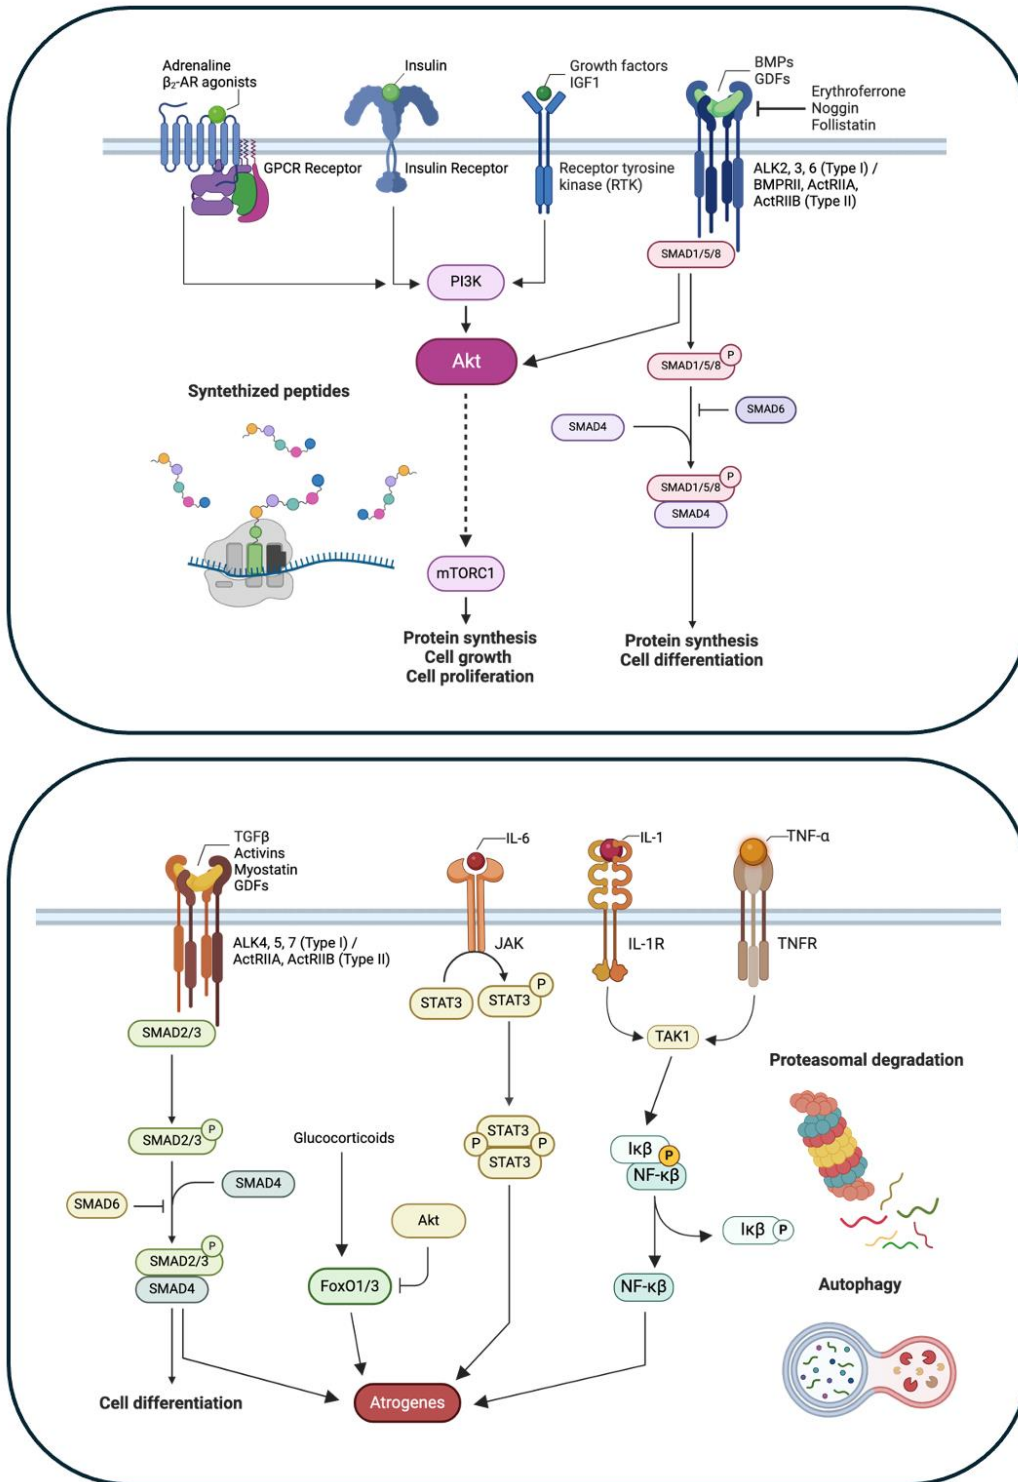 Adrenaline
β₂-AR agonists
Insulin
Growth factors
IGF1
BMPs
GDFs
Erythroferrone
Noggin
Follistatin
GPCR Receptor
Insulin Receptor
Receptor tyrosine
kinase (RTK)
ALK2, 3, 6 (Type I) /
BMPRII, ActRIIA,
ActRIIB (Type II)
SMAD1/5/8
PI3K
Akt
P
SMAD1/5/8
Syntethized peptides
SMAD6
SMAD4
P
SMAD1/5/8
SMAD4
mTORC1
Protein synthesis
Cell growth
Cell proliferation
Protein synthesis
Cell differentiation
TGFβ
Activins
Myostatin
GDFs
IL-6
IL-1
TNF-α
ALK4, 5, 7 (Type I) /
ActRIIA, ActRIIB (Type II)
JAK
IL-1R
TNFR
STAT3
STAT3
P
SMAD2/3
TAK1
Proteasomal degradation
SMAD2/3
P
Glucocorticoids
STAT3
P
P
STAT3
Iκβ
P
NF-κβ
SMAD4
SMAD6
Akt
Iκβ
P
P
SMAD2/3
SMAD4
FoxO1/3
NF-κβ
Autophagy
Cell differentiation
Atrogenes